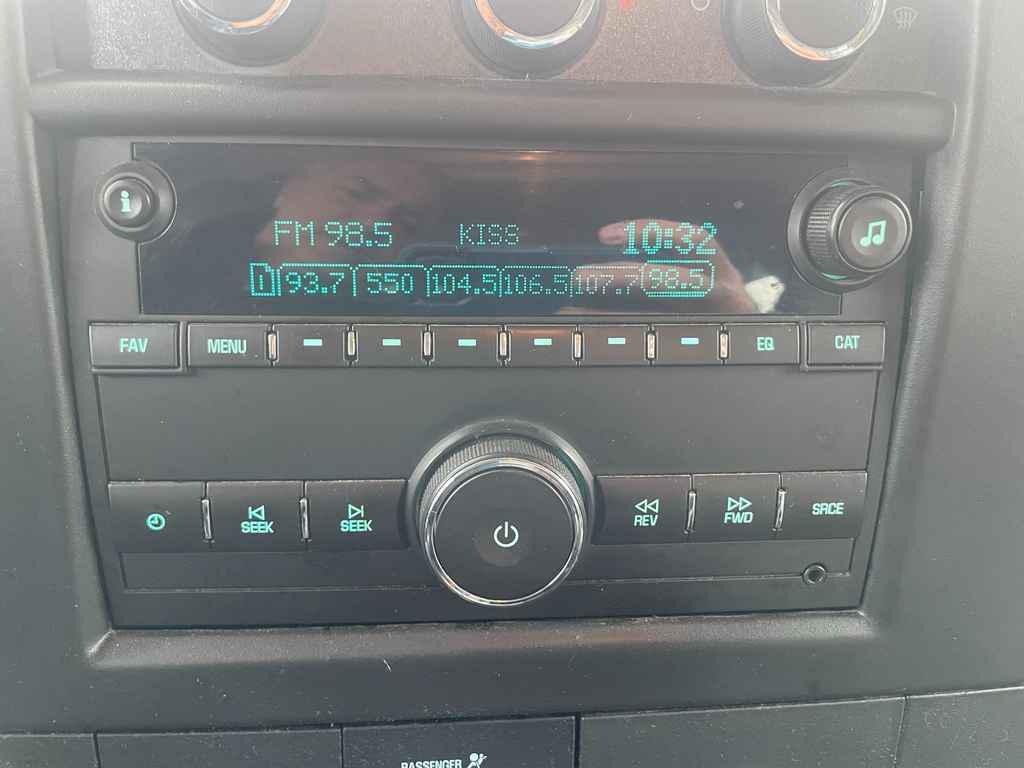 i
FM 98.5 KISS 10:32
D 93.7 550 104.5 106.5 107.7 98.5
FAV MENU EQ CAT
SEEK SEEK REV FWD SRCE
PASSENGER